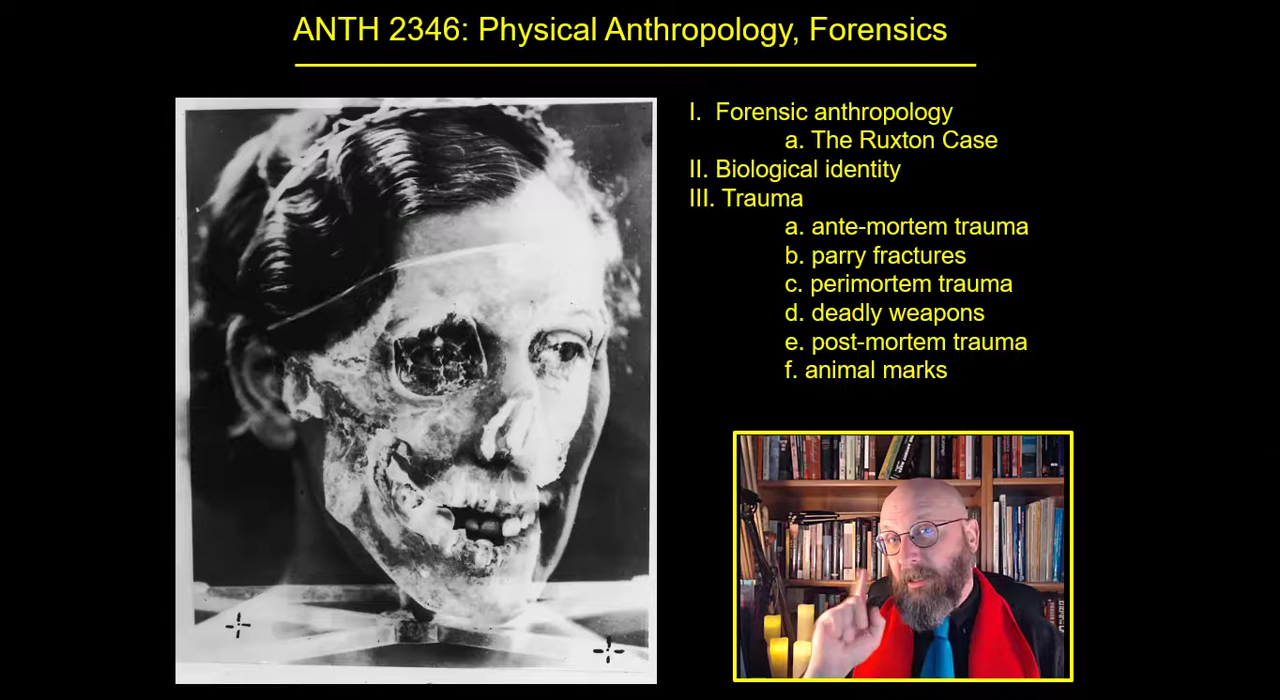 ANTH 2346: Physical Anthropology, Forensics
I. Forensic anthropology
a. The Ruxton Case
II. Biological identity
III. Trauma
a. ante-mortem trauma
b. parry fractures
c. perimortem trauma
d. deadly weapons
e. post-mortem trauma
f. animal marks